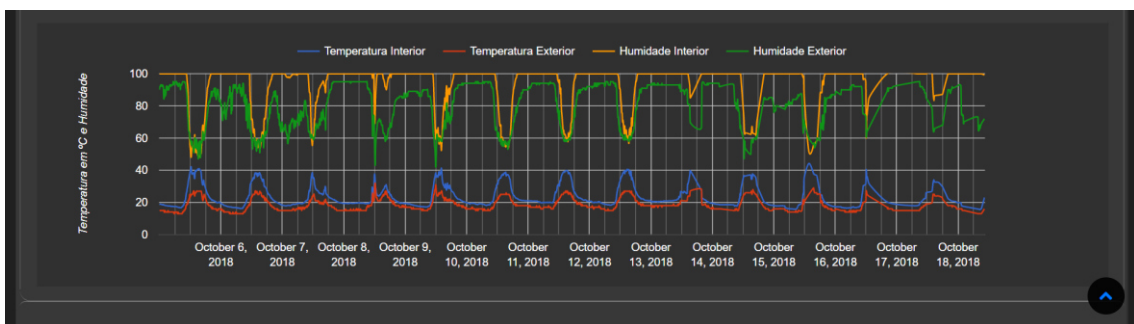 Temperatura Interior Temperatura Exterior Humidade Interior Humidade Exterior
Temperatura em ºC e Humidade
100
80
60
40
20
0
October 6, 2018
October 7, 2018
October 8, 2018
October 9, 2018
October 10, 2018
October 11, 2018
October 12, 2018
October 13, 2018
October 14, 2018
October 15, 2018
October 16, 2018
October 17, 2018
October 18, 2018